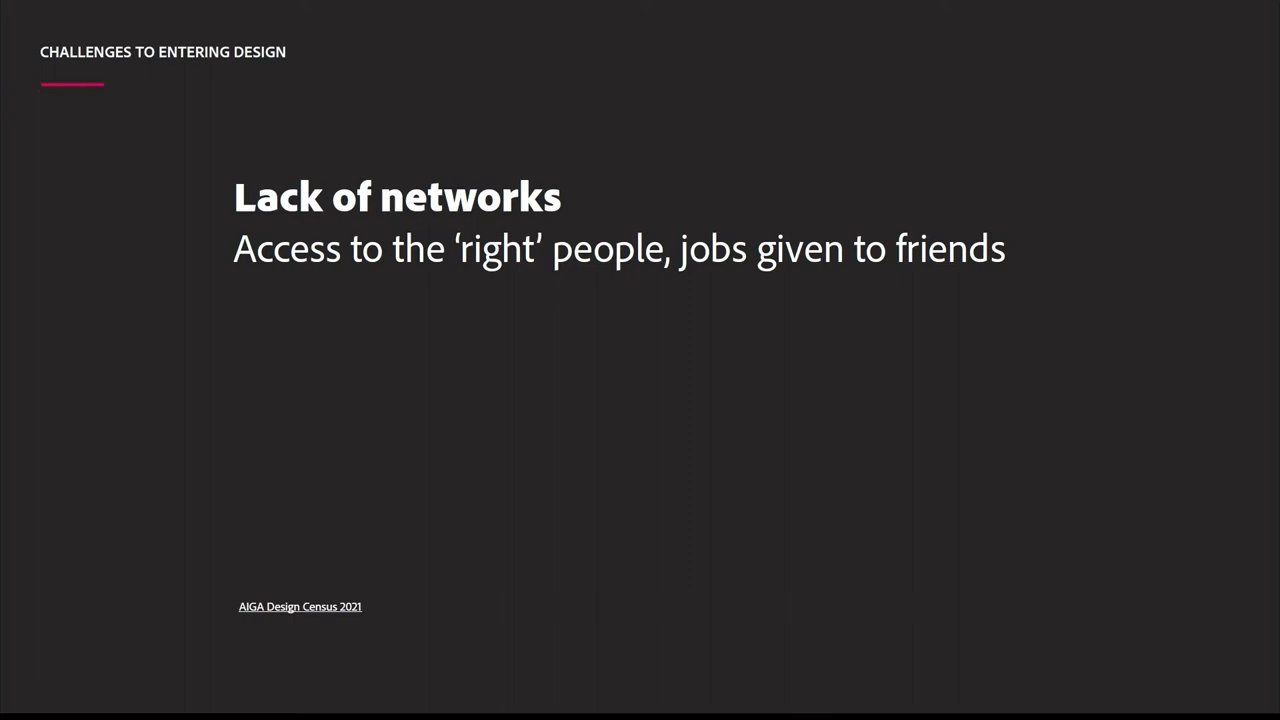 CHALLENGES TO ENTERING DESIGN
Lack of networks
Access to the ‘right’ people, jobs given to friends
AIGA Design Census 2021